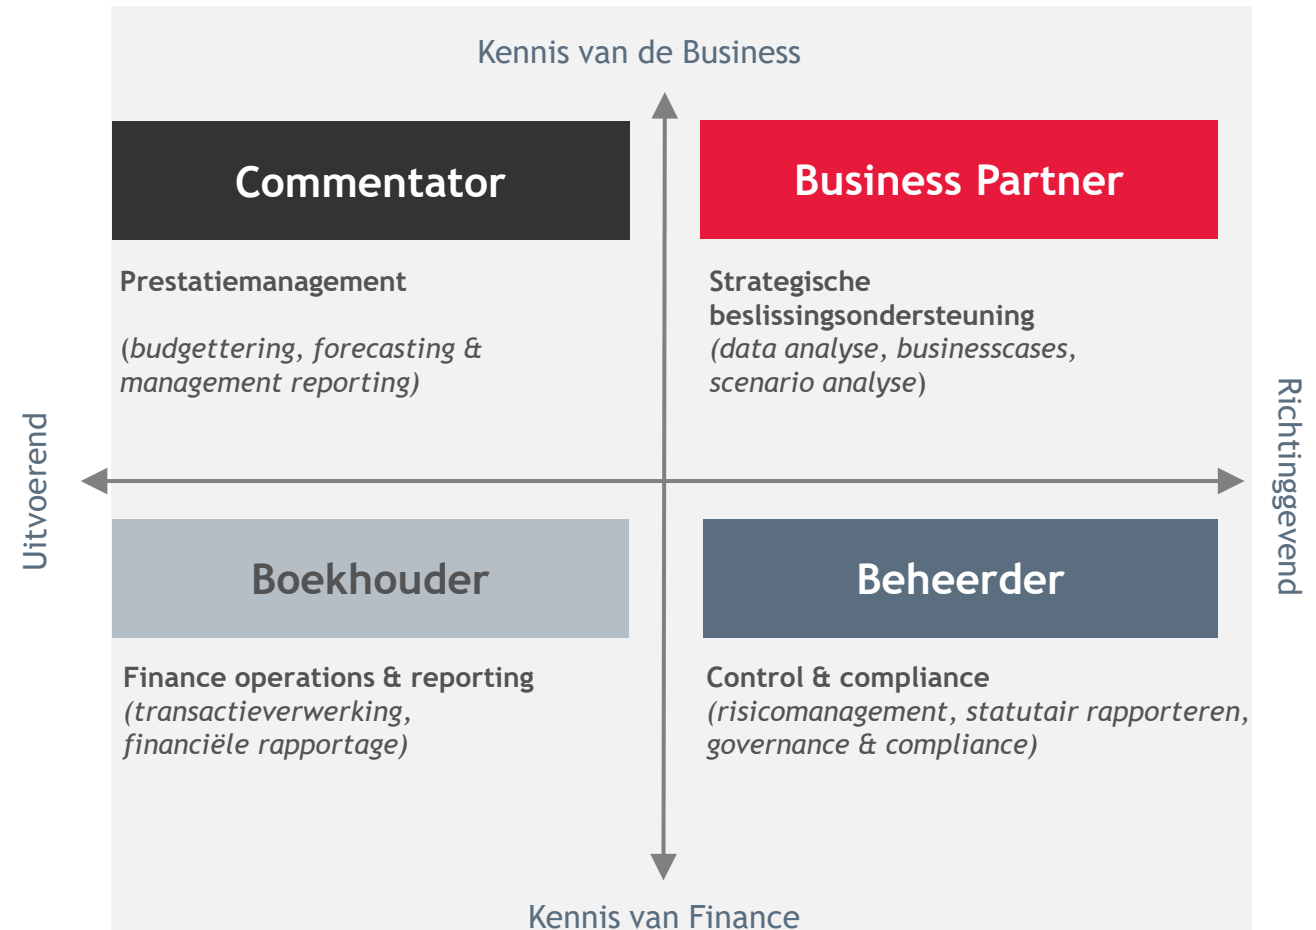 Kennis van de Business
Commentator
Business Partner
Prestatiemanagement
(budgettering, forecasting &
management reporting)
Strategische
beslissingsondersteuning
(data analyse, businesscases,
scenario analyse)
Uitvoerend
Richtinggevend
Boekhouder
Beheerder
Finance operations & reporting
(transactieverwerking,
financiële rapportage)
Control & compliance
(risicomanagement, statutair rapporteren,
governance & compliance)
Kennis van Finance